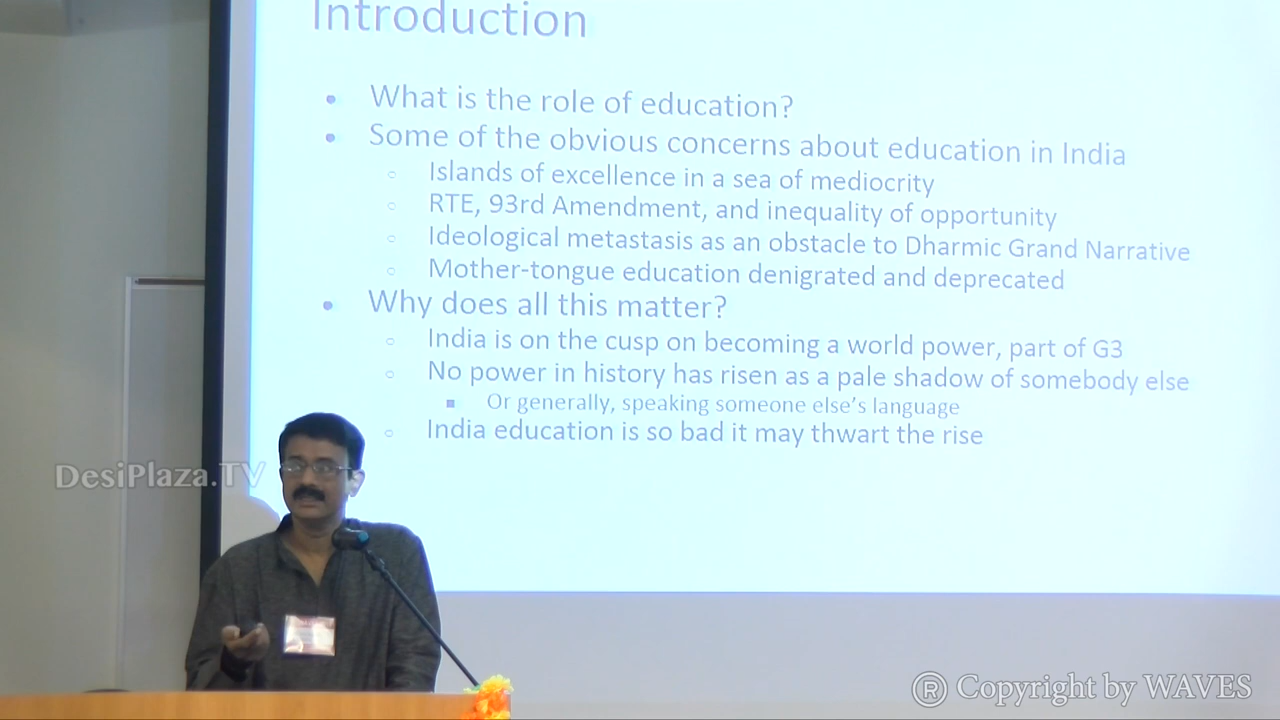 Introduction
• What is the role of education?
• Some of the obvious concerns about education in India
○ Islands of excellence in a sea of mediocrity
○ RTE, 93rd Amendment, and inequality of opportunity
○ Ideological metastasis as an obstacle to Dharmic Grand Narrative
○ Mother-tongue education denigrated and deprecated
• Why does all this matter?
○ India is on the cusp on becoming a world power, part of G3
○ No power in history has risen as a pale shadow of somebody else
■ Or generally, speaking someone else's language
○ India education is so bad it may thwart the rise
DesiPlaza.TV
® Copyright by WAVES